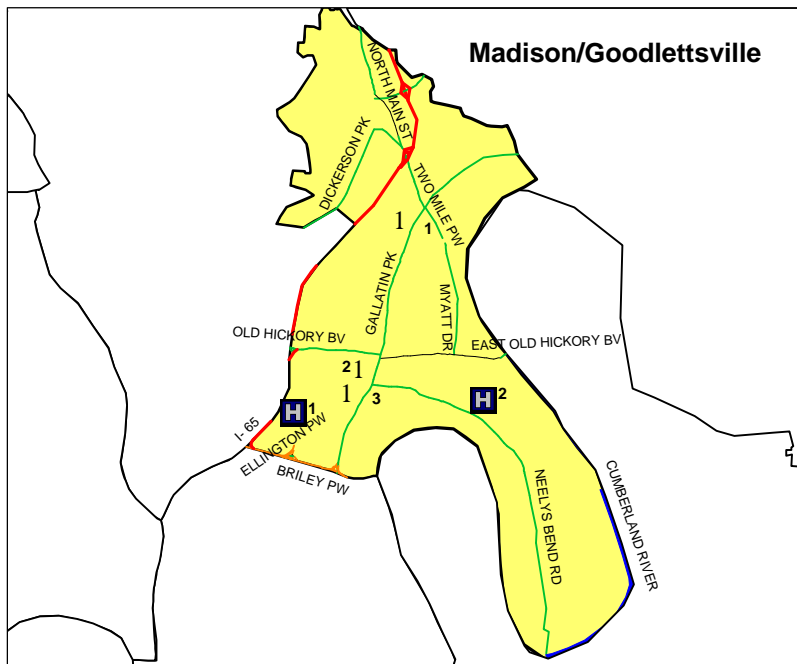 Madison/Goodlettsville
NORTH MAIN ST
DICKERSON PK
TWO MILE PW
1
1
GALLATIN PK
MYATT DR
OLD HICKORY BV
EAST OLD HICKORY BV
2
1
1
3
H
1
H
2
I- 65
ELLINGTON PW
BRILEY PW
NEELYS BEND RD
CUMBERLAND RIVER